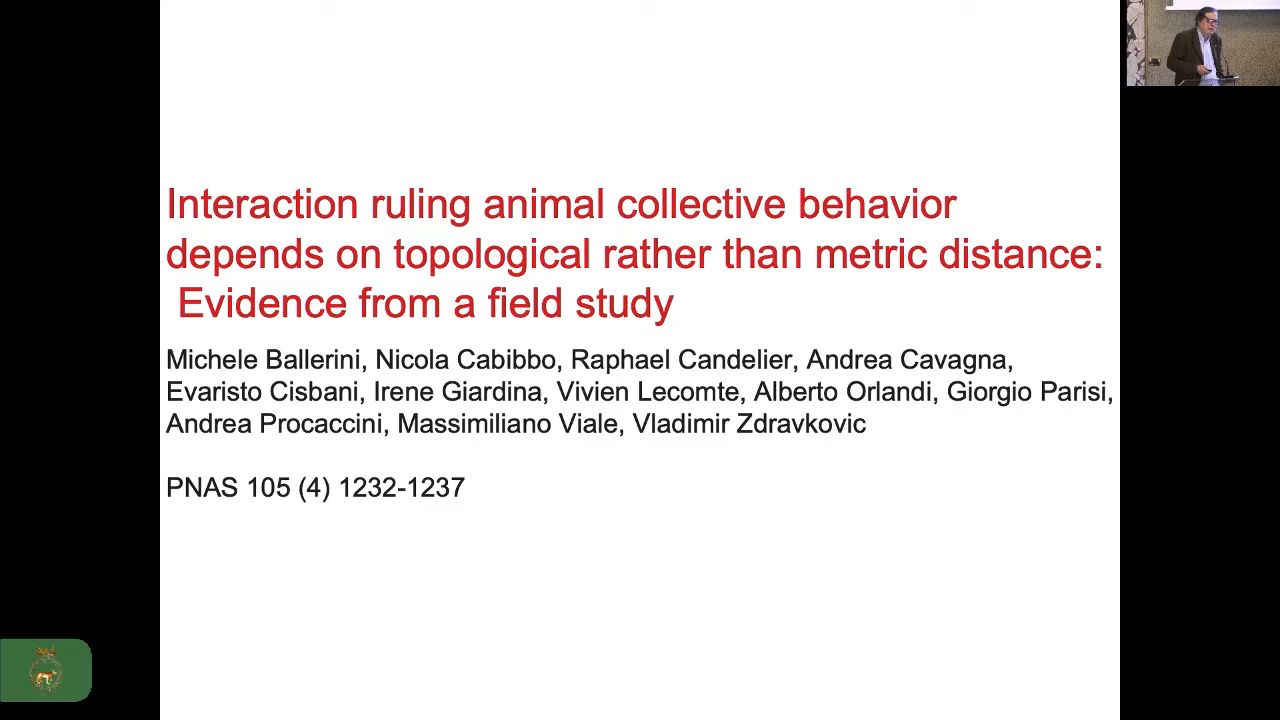 Interaction ruling animal collective behavior
depends on topological rather than metric distance:
Evidence from a field study
Michele Ballerini, Nicola Cabibbo, Raphael Candelier, Andrea Cavagna,
Evaristo Cisbani, Irene Giardina, Vivien Lecomte, Alberto Orlandi, Giorgio Parisi,
Andrea Procaccini, Massimiliano Viale, Vladimir Zdravkovic
PNAS 105 (4) 1232-1237